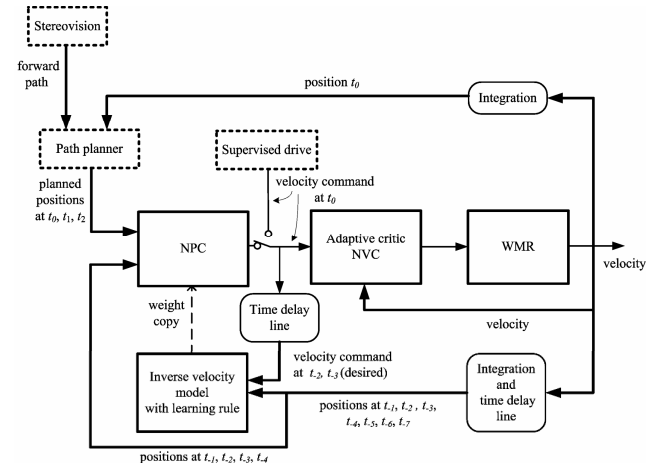 Stereovision
forward
path
position t0
Integration
Path planner
Supervised drive
planned
positions
at t0, t1, t2
velocity command
at t0
NPC
Adaptive critic
NVC
WMR
velocity
weight
copy
Time delay
line
velocity
velocity command
at t-2, t-3 (desired)
Inverse velocity
model
with learning rule
Integration
and
time delay
line
positions at t-1, t-2 , t-3,
t-4, t-5, t-6, t-7
positions at t-1, t-2, t-3, t-4